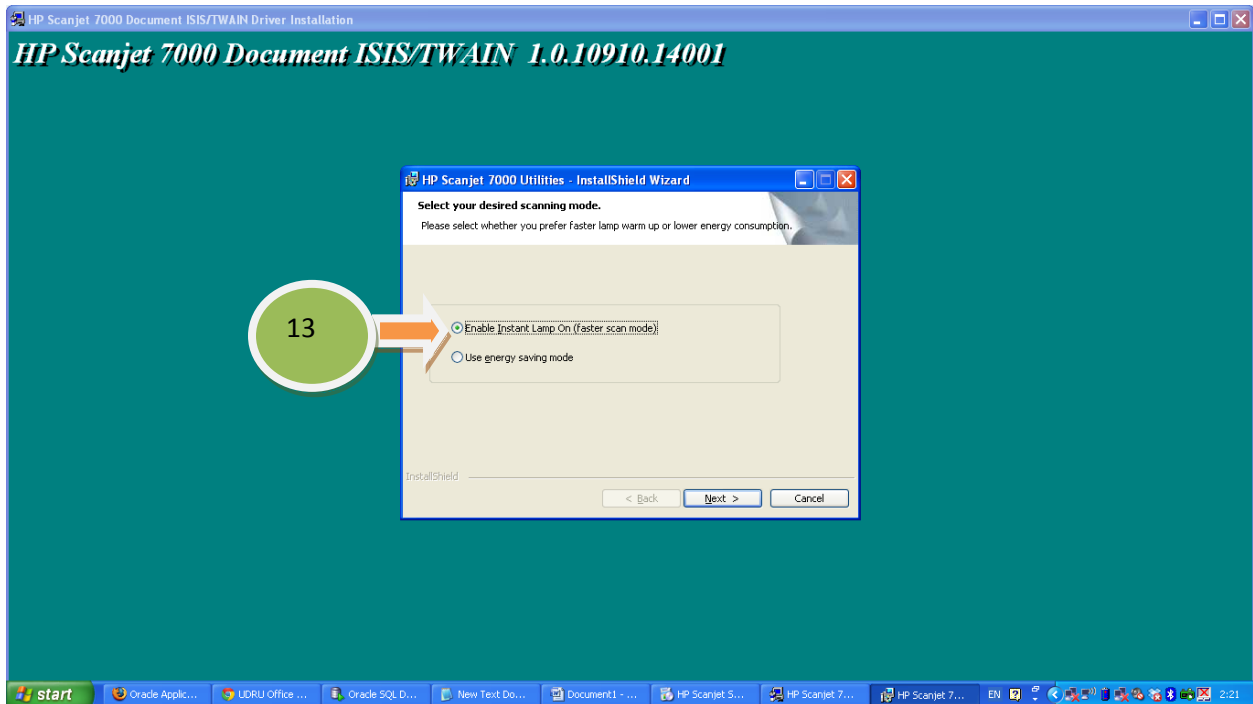 HP Scanjet 7000 Document ISIS/TWAIN Driver Installation
HP Scanjet 7000 Document ISIS/TWAIN 1.0.10910.14001
HP Scanjet 7000 Utilities - InstallShield Wizard
Select your desired scanning mode.
Please select whether you prefer faster lamp warm up or lower energy consumption.
13
Enable Instant Lamp On (faster scan mode)
Use energy saving mode
InstallShield
< Back
Next >
Cancel
start
Oracle Applic...
UDRU Office ...
Oracle SQL D...
New Text Do...
Document1 - ...
HP Scanjet S...
HP Scanjet 7...
HP Scanjet 7...
EN
2:21